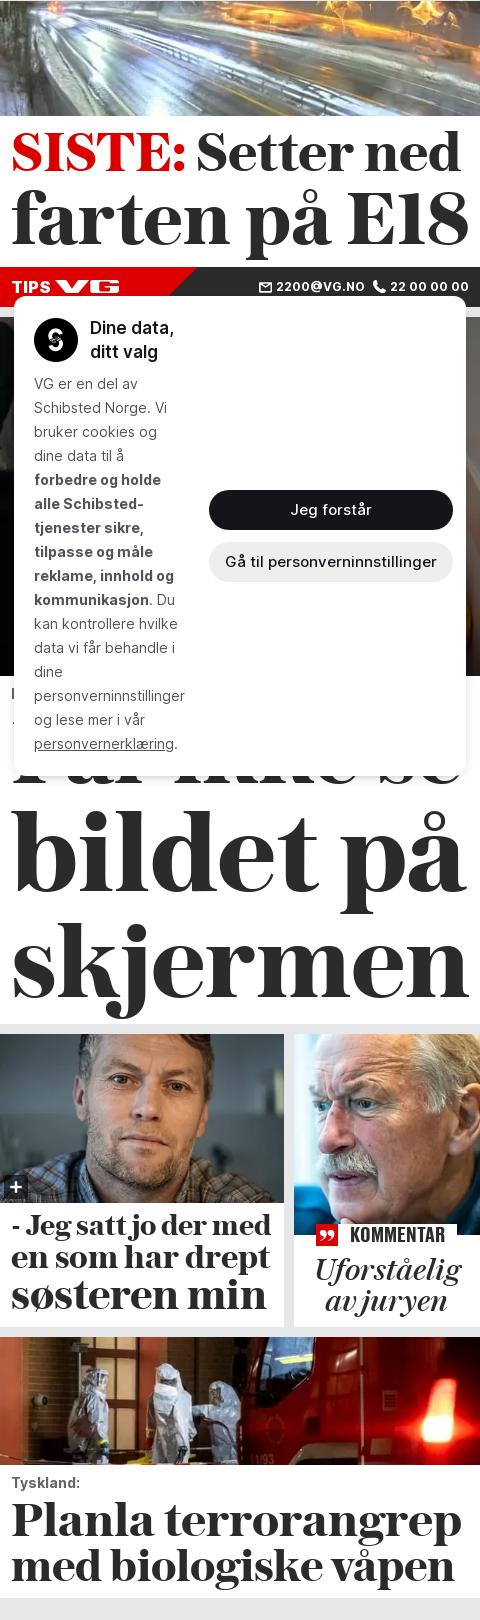 SISTE: Setter ned
farten på E18
TIPS VG
2200@VG.NO 22 00 00 00
Dine data,
ditt valg
VG er en del av
Schibsted Norge. Vi
bruker cookies og
dine data til å
forbedre og holde
alle Schibsted-
tjenester sikre,
tilpasse og måle
reklame, innhold og
kommunikasjon. Du
kan kontrollere hvilke
data vi får behandle i
dine
personverninnstillinger
og lese mer i vår
personvernerklæring.
Jeg forstår
Gå til personverninnstillinger
bildet på
skjermen
- Jeg satt jo der med
en som har drept
søsteren min
KOMMENTAR
Uforståelig
av juryen
Tyskland:
Planla terrorangrep
med biologiske våpen